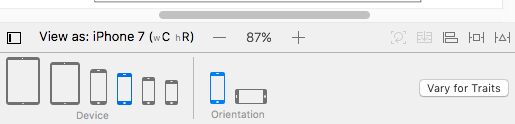 View as: iPhone 7 (wC hR) — 87% +
Vary for Traits
Device
Orientation